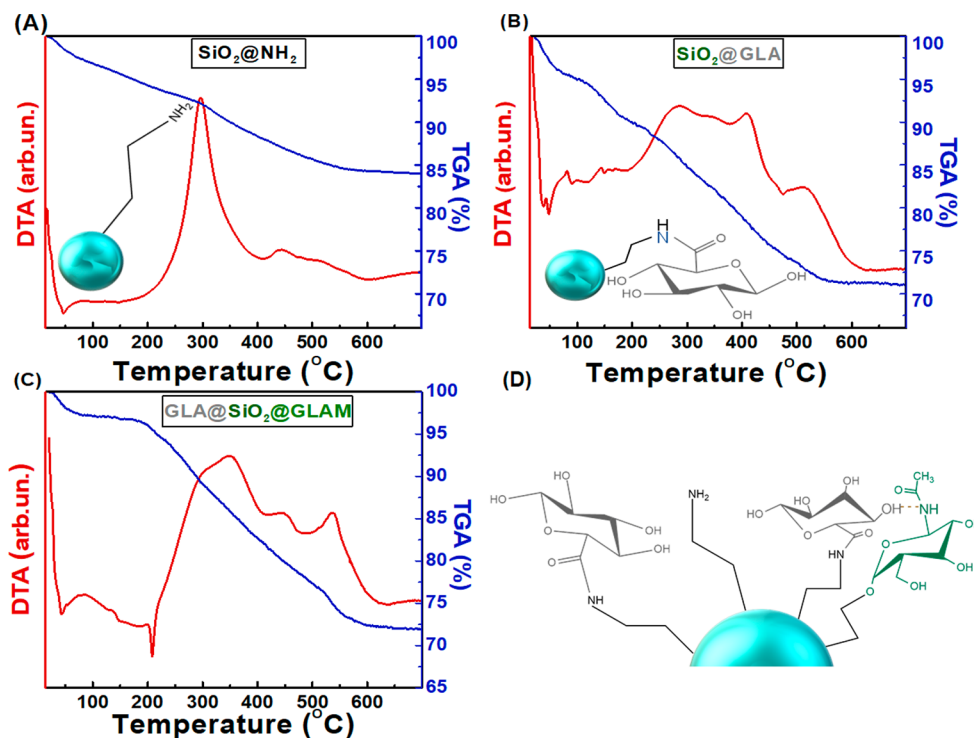 (A)
SiO2@NH2
NH2
DTA (arb.un.)
TGA (%)
100
95
90
85
80
75
70
100 200 300 400 500 600
Temperature (°C)
(B)
SiO2@GLA
DTA (arb.un.)
TGA (%)
100
95
90
85
80
75
70
H
N
O
HO
HO
O
HO
OH
OH
100 200 300 400 500 600
Temperature (°C)
(C)
GLA@SiO2@GLAM
DTA (arb.un.)
TGA (%)
100
95
90
85
80
75
70
65
100 200 300 400 500 600
Temperature (°C)
(D)
HO
OH
HO
O
OH
OH
O
NH
NH2
HO
HO
OH
HO
O
O
NH
CH3
O
NH
O
O
OH
OH
O